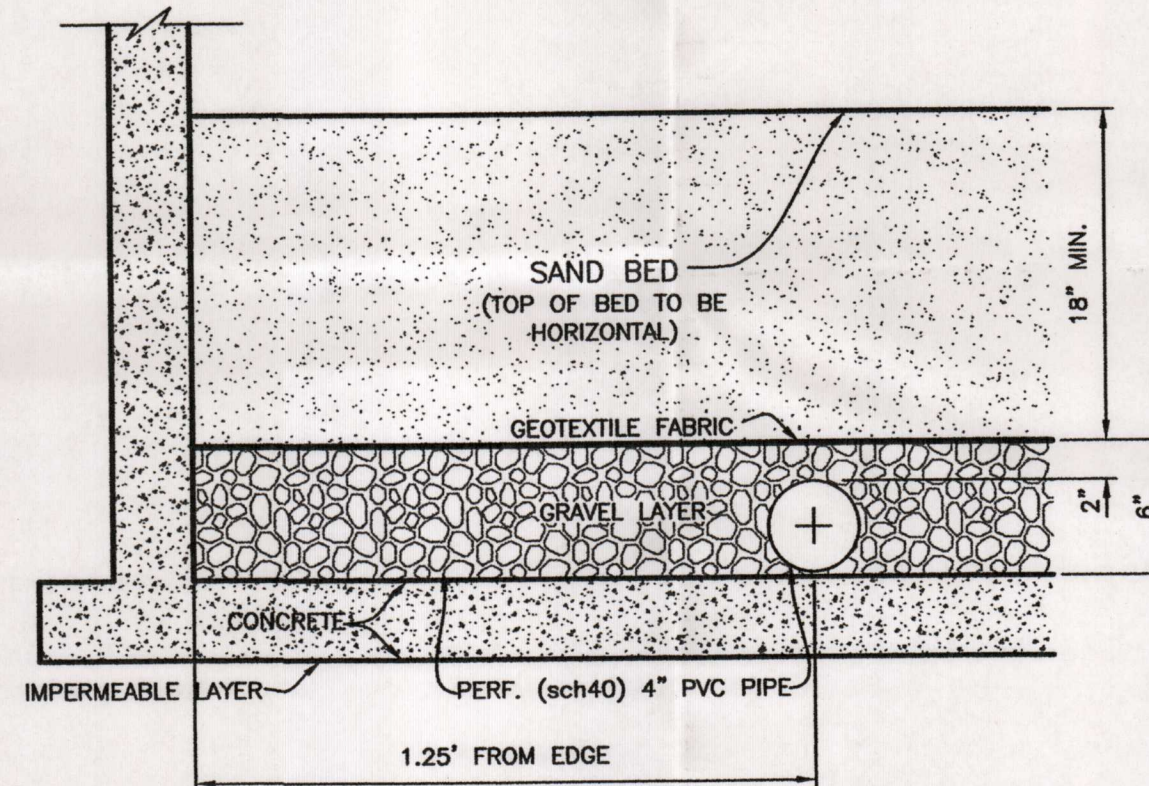 SAND BED
(TOP OF BED TO BE
HORIZONTAL)
18" MIN.
GEOTEXTILE FABRIC
GRAVEL LAYER
2"
6"
CONCRETE
IMPERMEABLE LAYER
PERF. (sch40) 4" PVC PIPE
1.25' FROM EDGE